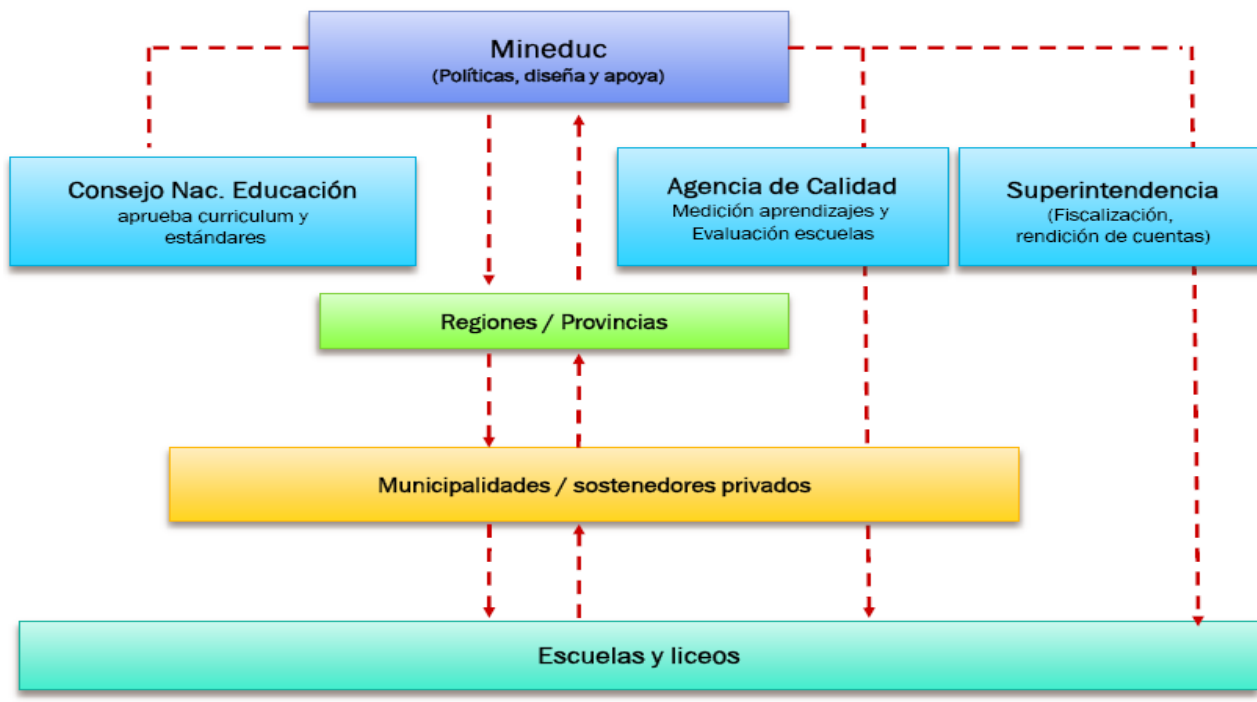 Mineduc
(Políticas, diseña y apoya)
Consejo Nac. Educación
aprueba curriculum y
estándares
Agencia de Calidad
Medición aprendizajes y
Evaluación escuelas
Superintendencia
(Fiscalización,
rendición de cuentas)
Regiones / Provincias
Municipalidades / sostenedores privados
Escuelas y liceos